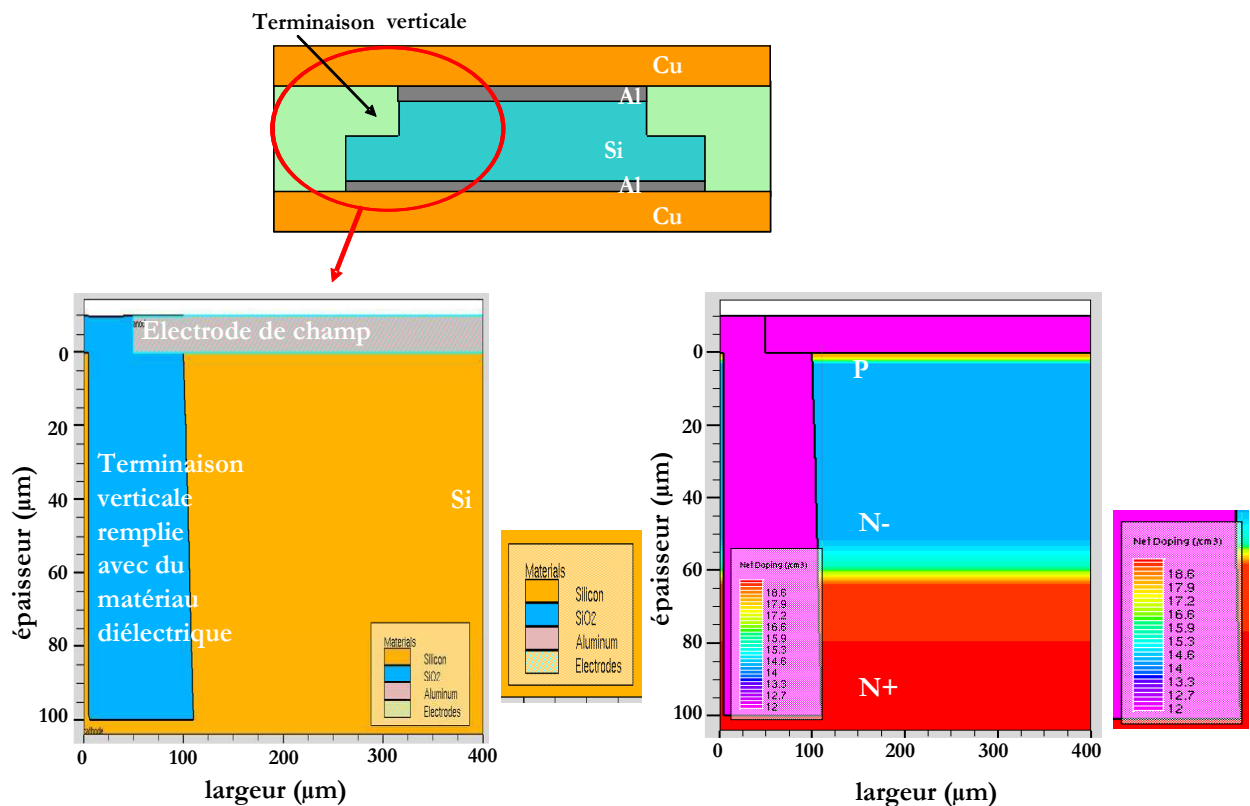 Terminaison verticale
Cu
Al
Si
Al
Cu
Electrode de champ
Terminaison
verticale
remplie
avec du
matériau
diélectrique
Si
0
20
40
60
80
100
épaisseur (µm)
cathode
0
100
200
300
400
largeur (µm)
Materials
Silicon
SIO2
Aluminum
Electrodes
Materials
Silicon
SIO2
Aluminum
Electrodes
P
N-
N+
0
20
40
60
80
100
épaisseur (µm)
Net Doping (/cm3)
18.6
17.9
17.2
16.6
15.9
15.3
14.6
14
13.3
12.7
12
0
100
200
300
400
largeur (µm)
Net Doping (/cm3)
18.6
17.9
17.2
16.6
15.9
15.3
14.6
14
13.3
12.7
12